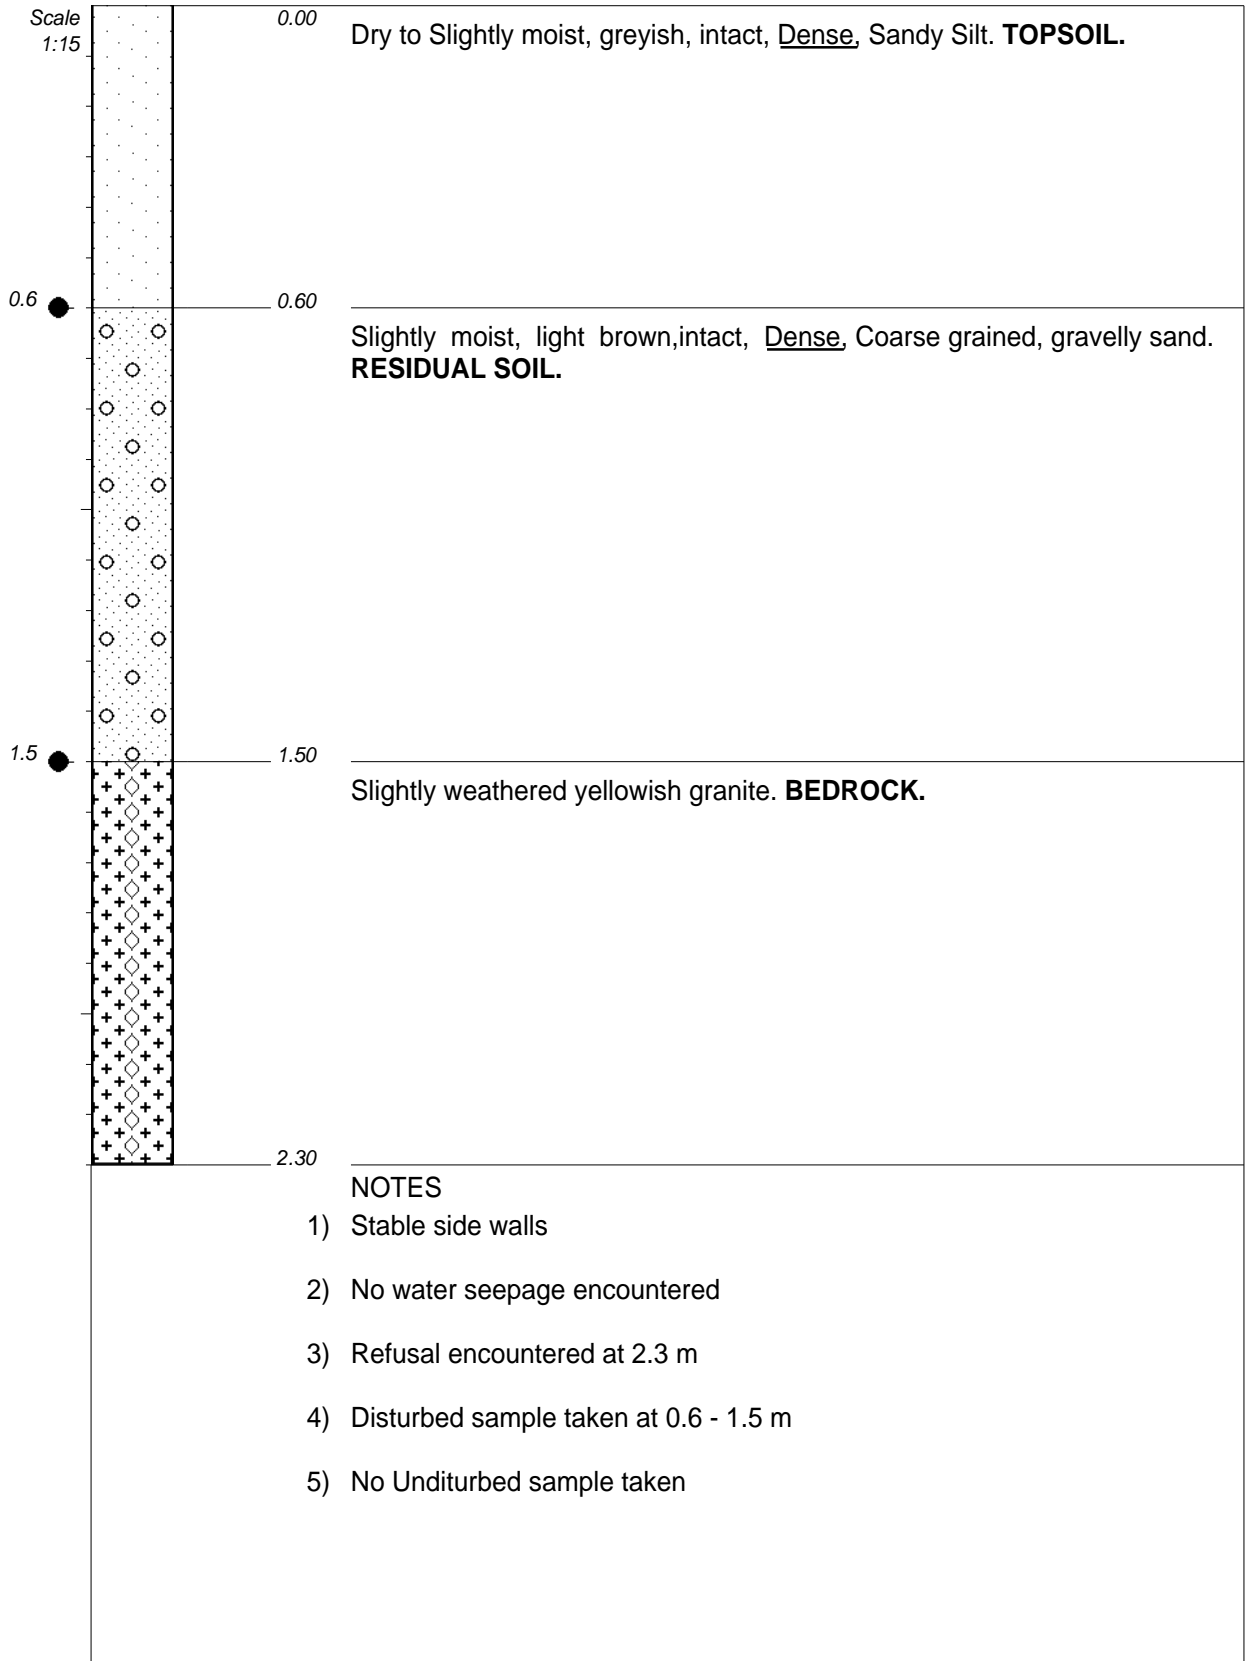 Scale
1:15
0.00
Dry to Slightly moist, greyish, intact, Dense, Sandy Silt. TOPSOIL.
0.6
0.60
Slightly moist, light brown,intact, Dense, Coarse grained, gravelly sand.
RESIDUAL SOIL.
1.5
1.50
Slightly weathered yellowish granite. BEDROCK.
2.30
NOTES
1) Stable side walls
2) No water seepage encountered
3) Refusal encountered at 2.3 m
4) Disturbed sample taken at 0.6 - 1.5 m
5) No Unditurbed sample taken